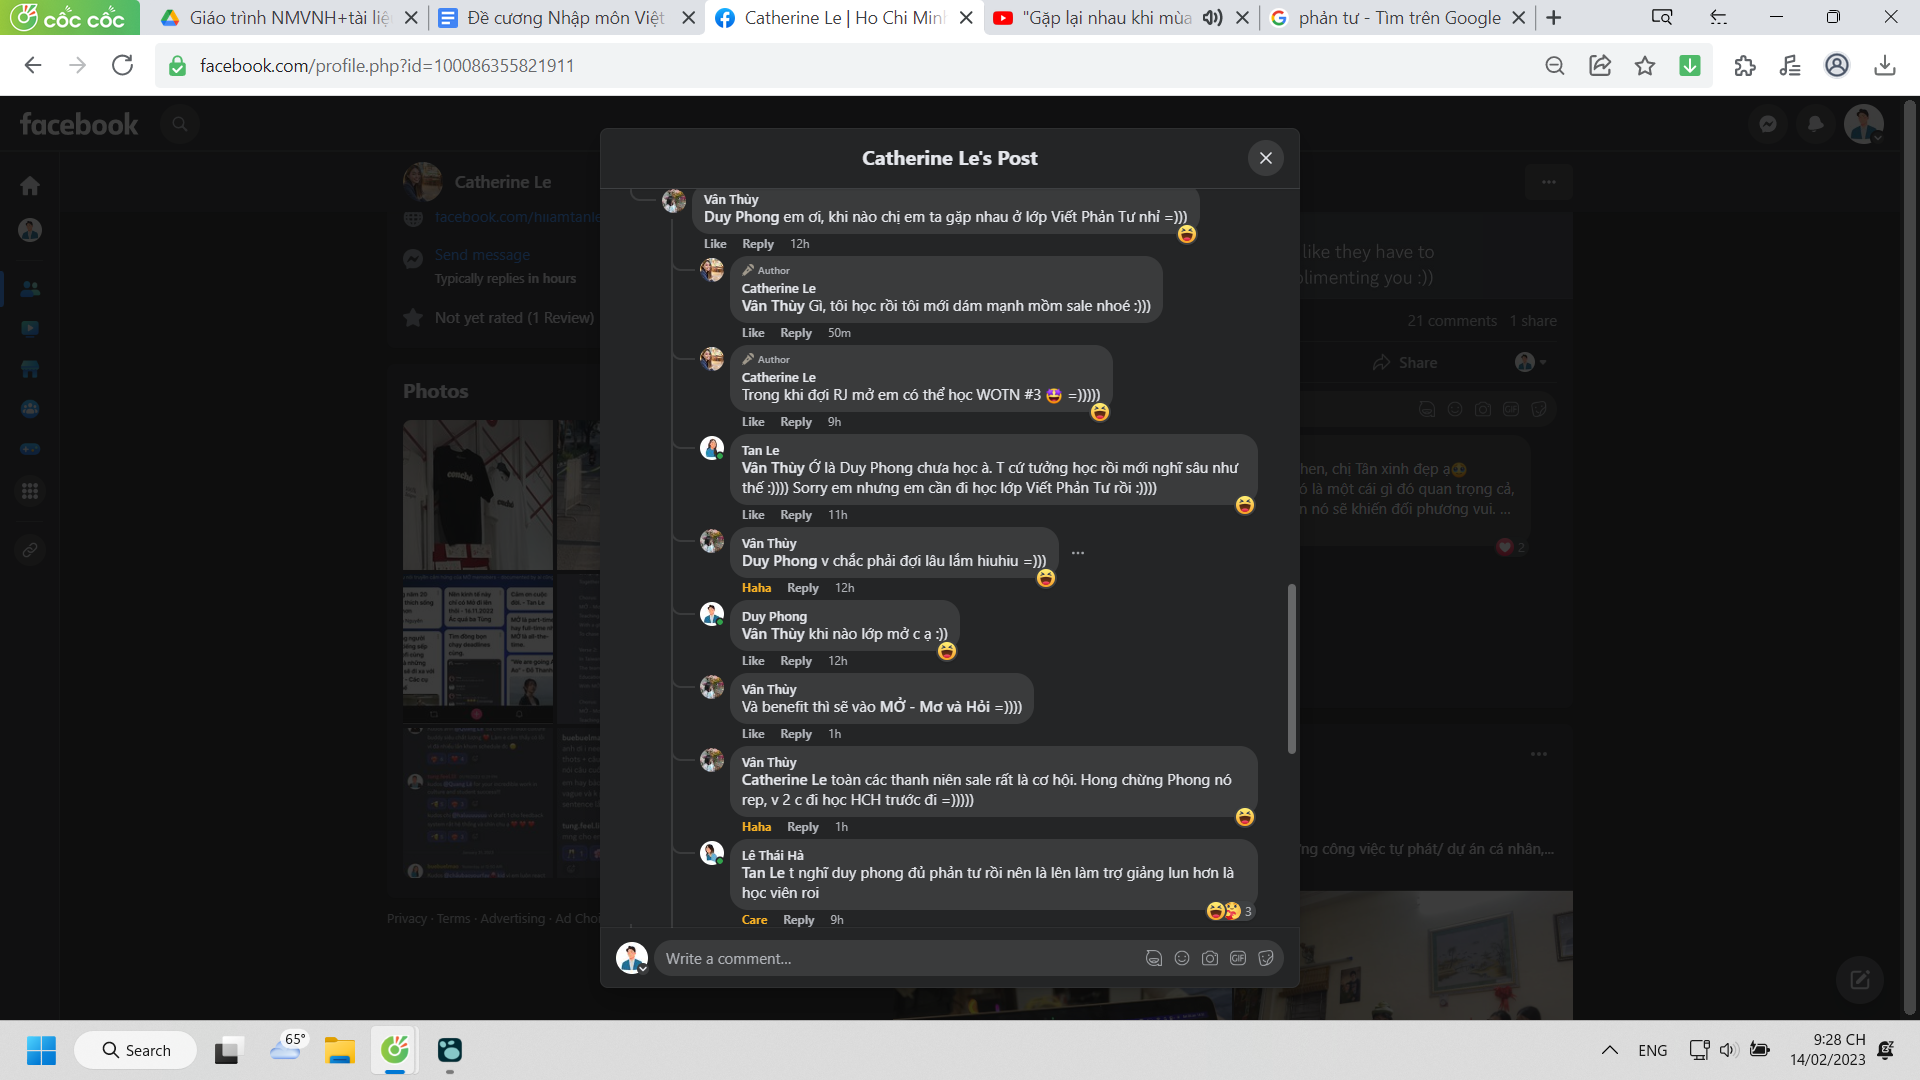 cốc cốc
Giáo trình NMVNH+tài liệ
Đề cương Nhập môn Việt
Catherine Le | Ho Chi Minh
"Gặp lại nhau khi mùa
phản tư - Tìm trên Google
facebook.com/profile.php?id=100086355821911
facebook
Catherine Le
facebook.com/hiiamtanle
Send message
Typically replies in hours
Not yet rated (1 Review)
Photos
Privacy · Terms · Advertising · Ad Choi
Catherine Le's Post
Vân Thùy
Duy Phong em ơi, khi nào chị em ta gặp nhau ở lớp Viết Phản Tư nhỉ =)))
Like Reply 12h
Author
Catherine Le
Vân Thùy Gì, tôi học rồi tôi mới dám mạnh mồm sale nhoé :)))
Like Reply 50m
Author
Catherine Le
Trong khi đợi RJ mở em có thể học WOTN #3 🤩 =)))))
Like Reply 9h
Tan Le
Vân Thùy Ớ là Duy Phong chưa học à. T cứ tưởng học rồi mới nghĩ sâu như
thế :)))) Sorry em nhưng em cần đi học lớp Viết Phản Tư rồi :))))
Like Reply 11h
Vân Thùy
Duy Phong v chắc phải đợi lâu lắm hiuhiu =)))
Haha Reply 12h
Duy Phong
Vân Thùy khi nào lớp mở c ạ :))
Like Reply 12h
Vân Thùy
Và benefit thì sẽ vào MỞ - Mơ và Hỏi =))))
Like Reply 1h
Vân Thùy
Catherine Le toàn các thanh niên sale rất là cơ hội. Hong chừng Phong nó
rep, v 2 c đi học HCH trước đi =)))))
Haha Reply 1h
Lê Thái Hà
Tan Le t nghĩ duy phong đủ phản tư rồi nên là lên làm trợ giảng lun hơn là
học viên roi
3
Care Reply 9h
Write a comment...
GIF
like they have to
plimenting you :))
21 comments 1 share
Share
GIF
hen, chị Tân xinh đẹp ạ
ó là một cái gì đó quan trọng cả,
n nó sẽ khiến đối phương vui. ...
2
ng công việc tự phát/ dự án cá nhân,...
Search
65°
ENG
9:28 CH
14/02/2023